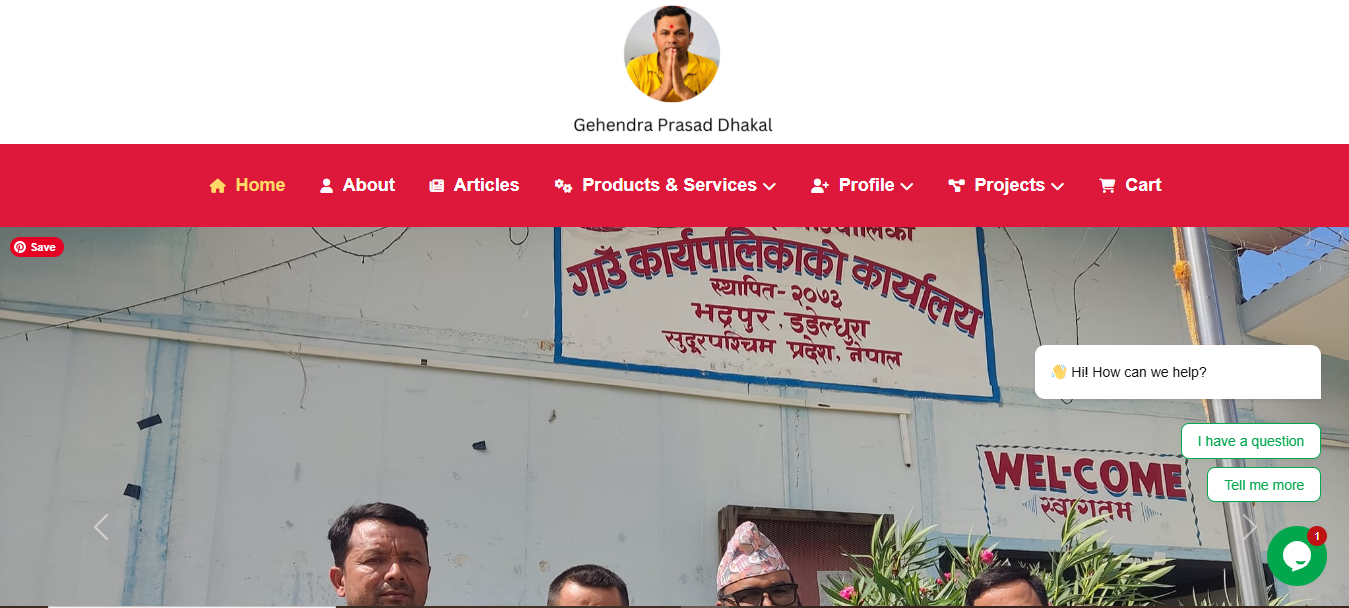 Gehendra Prasad Dhakal
Home About Articles Products & Services Profile Projects Cart
Save
गाउँ कार्यपालिकाको कार्यालय
स्थापित-२०७३
भद्रपुर, डडेल्धुरा
सुदूरपश्चिम प्रदेश, नेपाल
👋 Hi! How can we help?
I have a question
Tell me more
WEL-COME
स्वागतम
1